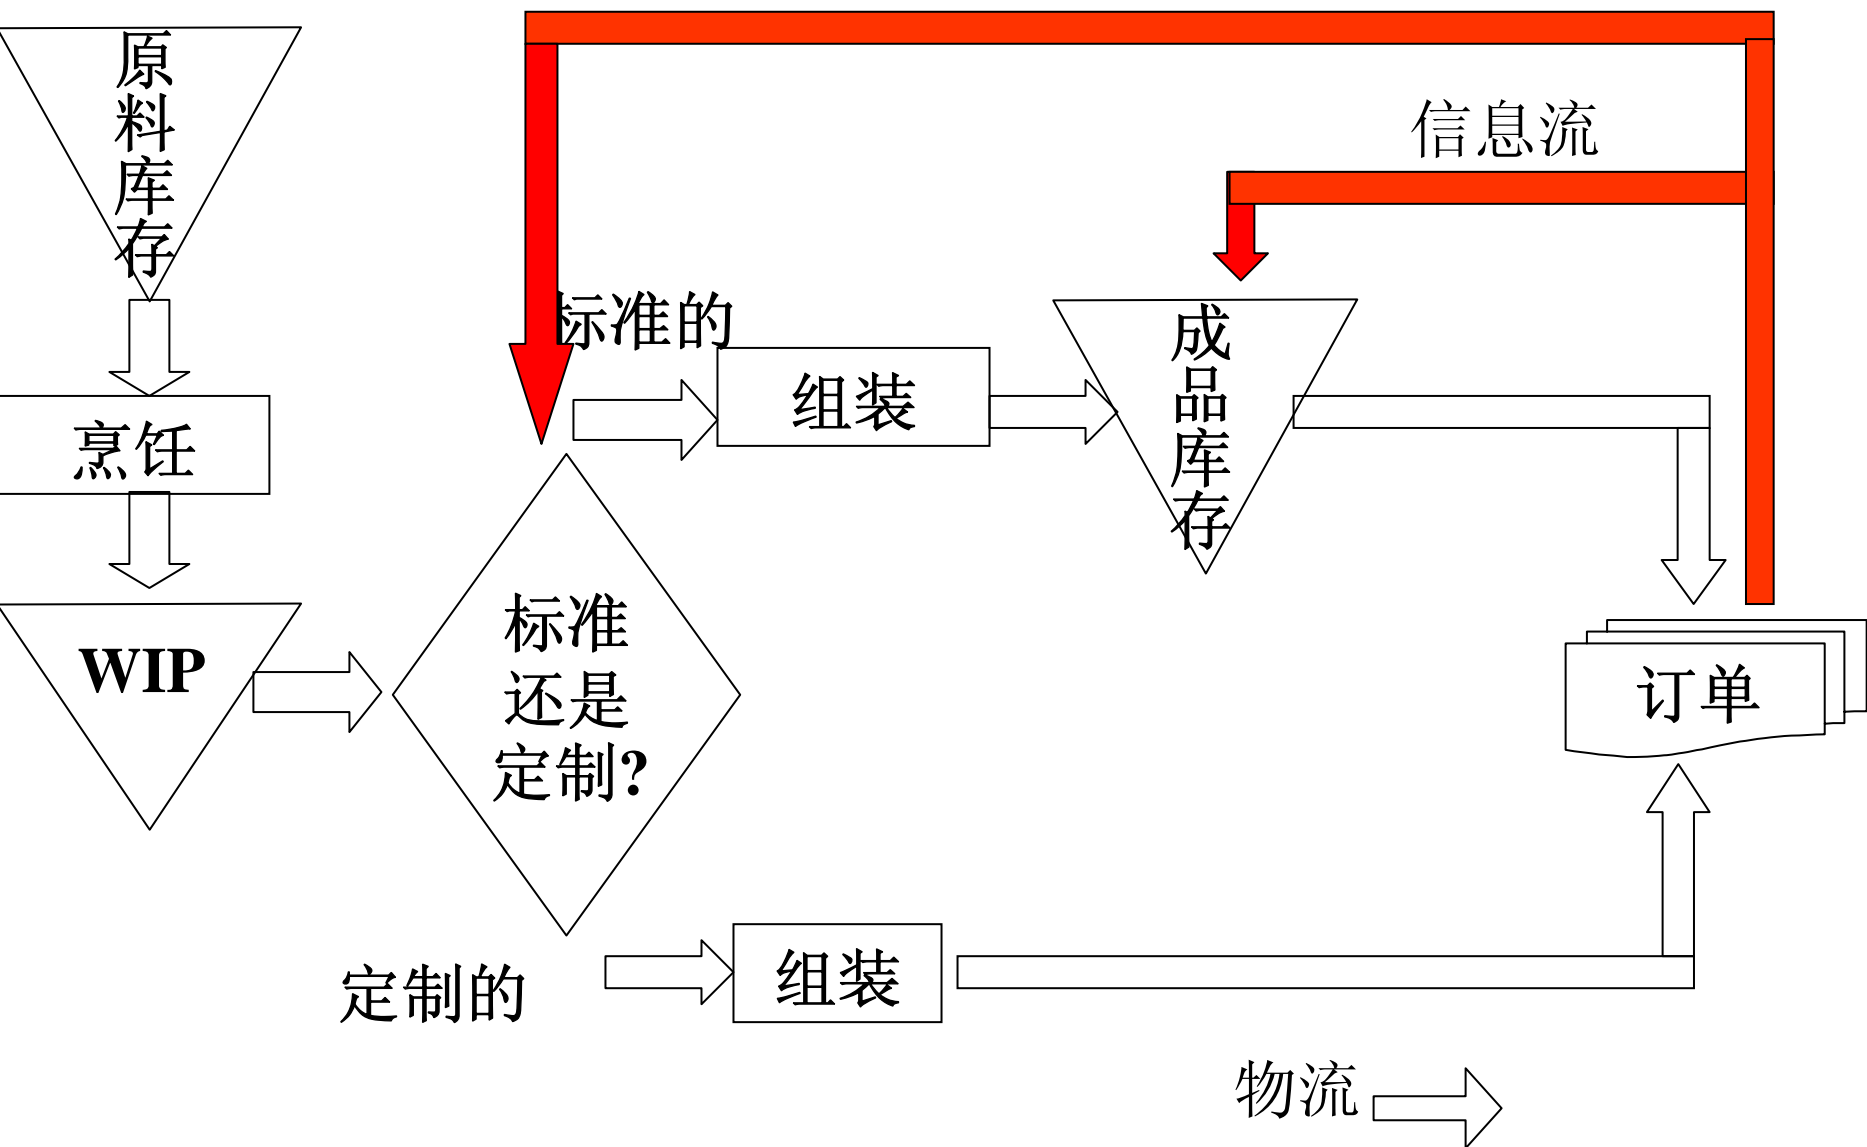 原料库存
信息流
标准的
组装
成品库存
烹饪
WIP
标准
还是
定制?
订单
定制的
组装
物流